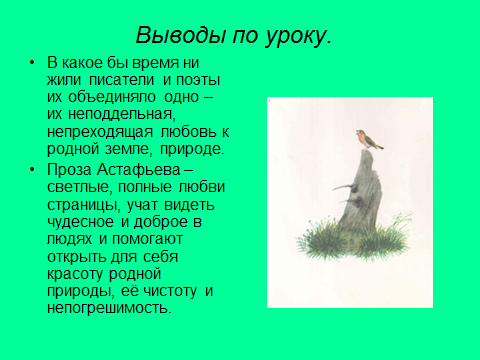 Выводы по уроку.
• В какое бы время ни
жили писатели и поэты
их объединяло одно –
их неподдельная,
непреходящая любовь к
родной земле, природе.
• Проза Астафьева –
светлые, полные любви
страницы, учат видеть
чудесное и доброе в
людях и помогают
открыть для себя
красоту родной
природы, её чистоту и
непогрешимость.